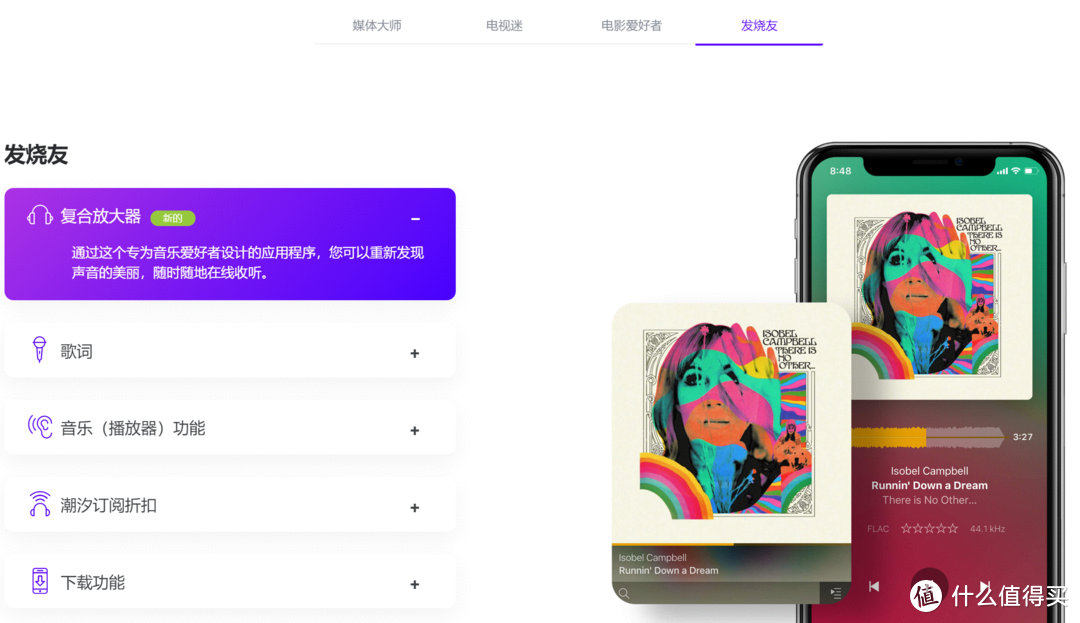 媒体大师
电视迷
电影爱好者
发烧友
发烧友
复合放大器 新的
−
通过这个专为音乐爱好者设计的应用程序，您可以重新发现
声音的美丽，随时随地在线收听。
歌词
+
音乐（播放器）功能
+
潮汐订阅折扣
+
下载功能
+
8:48
ISOBEL
CAMPBELL
THERE IS
NO
OTHER...
3:27
Isobel Campbell
Runnin' Down a Dream
There is No Other...
FLAC ☆☆☆☆☆ 44.1 kHz
ISOBEL
CAMPBELL
THERE IS
NO
OTHER...
Isobel Campbell
Runnin' Down a Dream
值 什么值得买